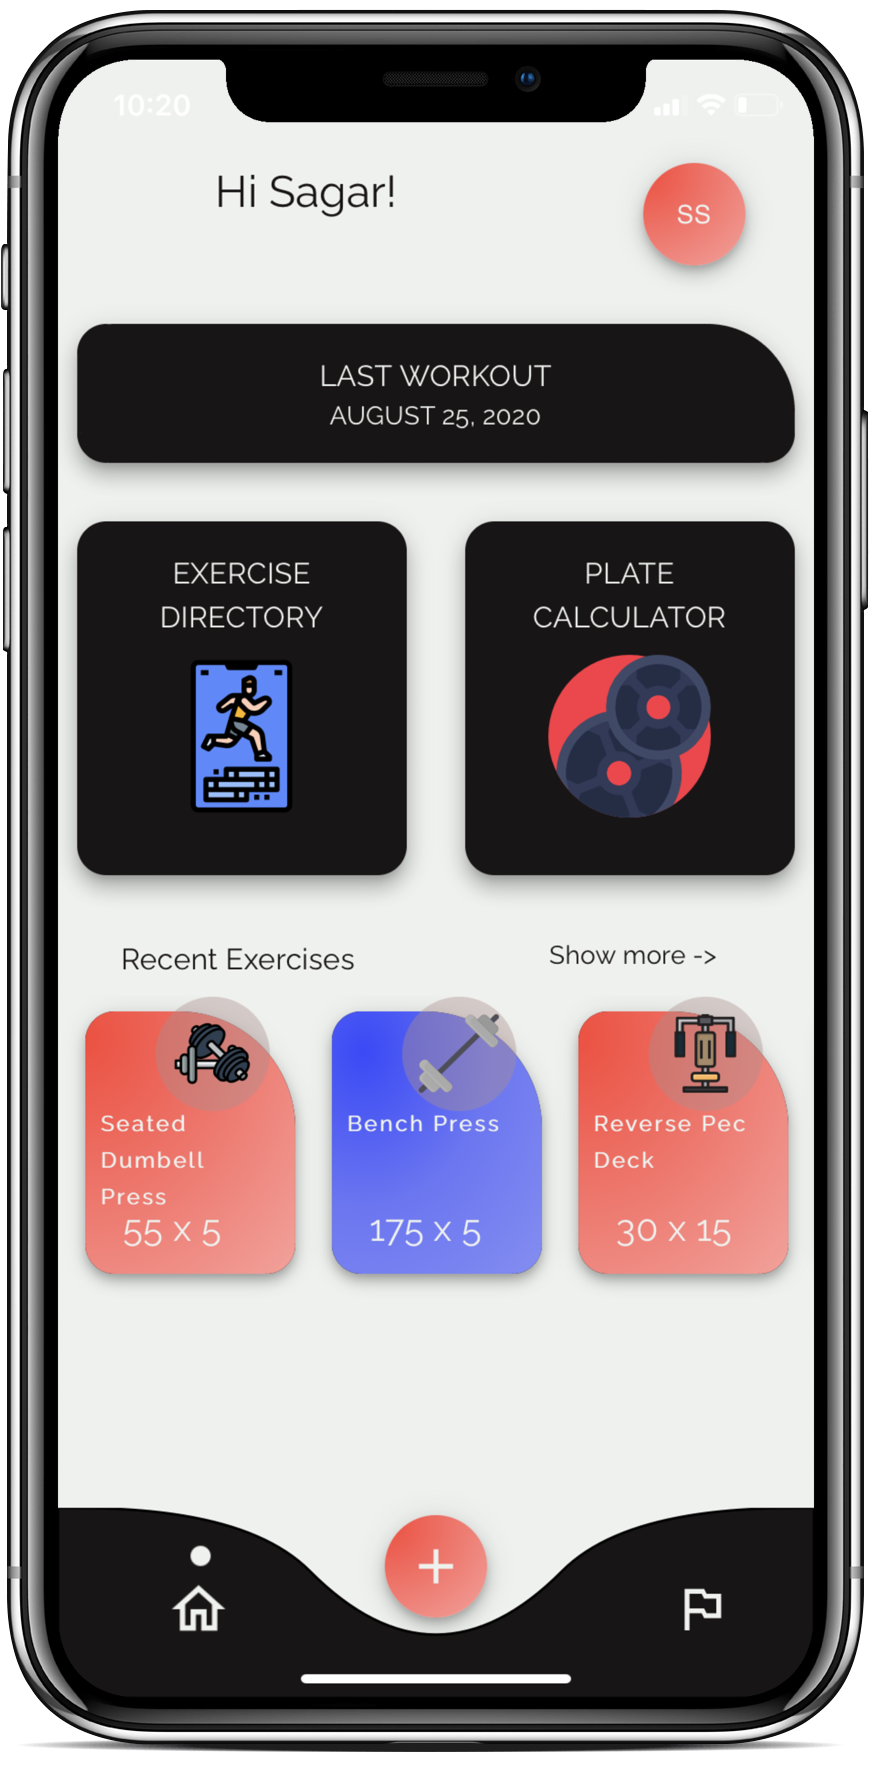 10:20
Hi Sagar!
SS
LAST WORKOUT
AUGUST 25, 2020
EXERCISE
DIRECTORY
PLATE
CALCULATOR
Recent Exercises
Show more ->
Seated
Dumbell
Press
55 x 5
Bench Press
175 x 5
Reverse Pec
Deck
30 x 15